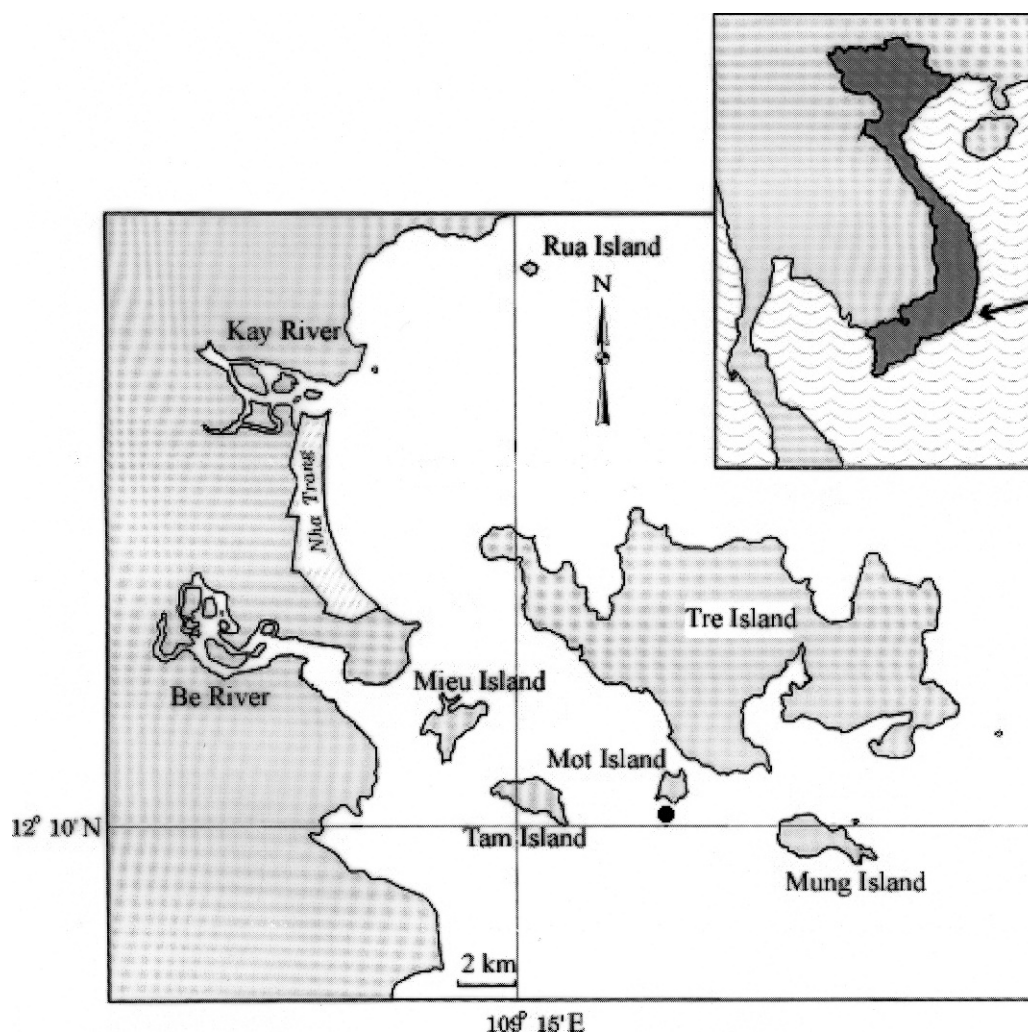 Rua Island
N
Kay River
Nha Trang
Tre Island
Mieu Island
Be River
Mot Island
12° 10' N
Tam Island
Mung Island
2 km
109° 15' E